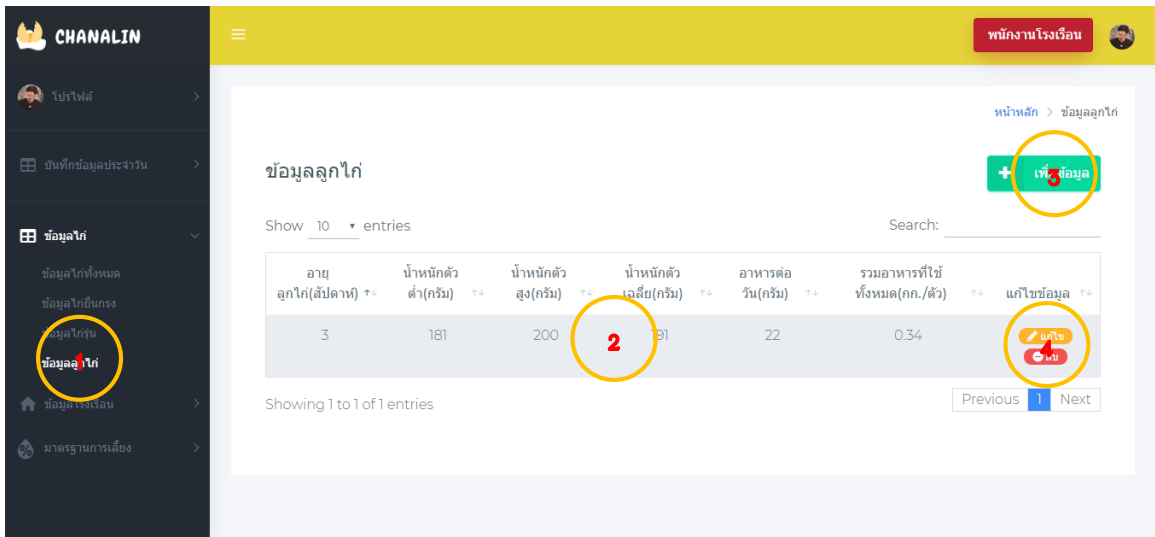 CHANALIN
พนักงานโรงเรือน
โปรไฟล์
บันทึกข้อมูลประจำวัน
ข้อมูลไก่
ข้อมูลไก่ทั้งหมด
ข้อมูลไก่ยืนกรง
ข้อมูลไก่รุ่น
ข้อมูลลูกไก่
1
ข้อมูลโรงเรือน
มาตรฐานการเลี้ยง
หน้าหลัก > ข้อมูลลูกไก่
ข้อมูลลูกไก่
+ เพิ่มข้อมูล
3
Show 10 entries
Search:
อายุ ลูกไก่(สัปดาห์)
น้ำหนักตัว ต่ำ(กรัม)
น้ำหนักตัว สูง(กรัม)
น้ำหนักตัว เฉลี่ย(กรัม)
อาหารต่อ วัน(กรัม)
รวมอาหารที่ใช้ ทั้งหมด(กก./ตัว)
แก้ไขข้อมูล
3 181 200 191 22 0.34
2
แก้ไข
ลบ
4
Showing 1 to 1 of 1 entries
Previous 1 Next